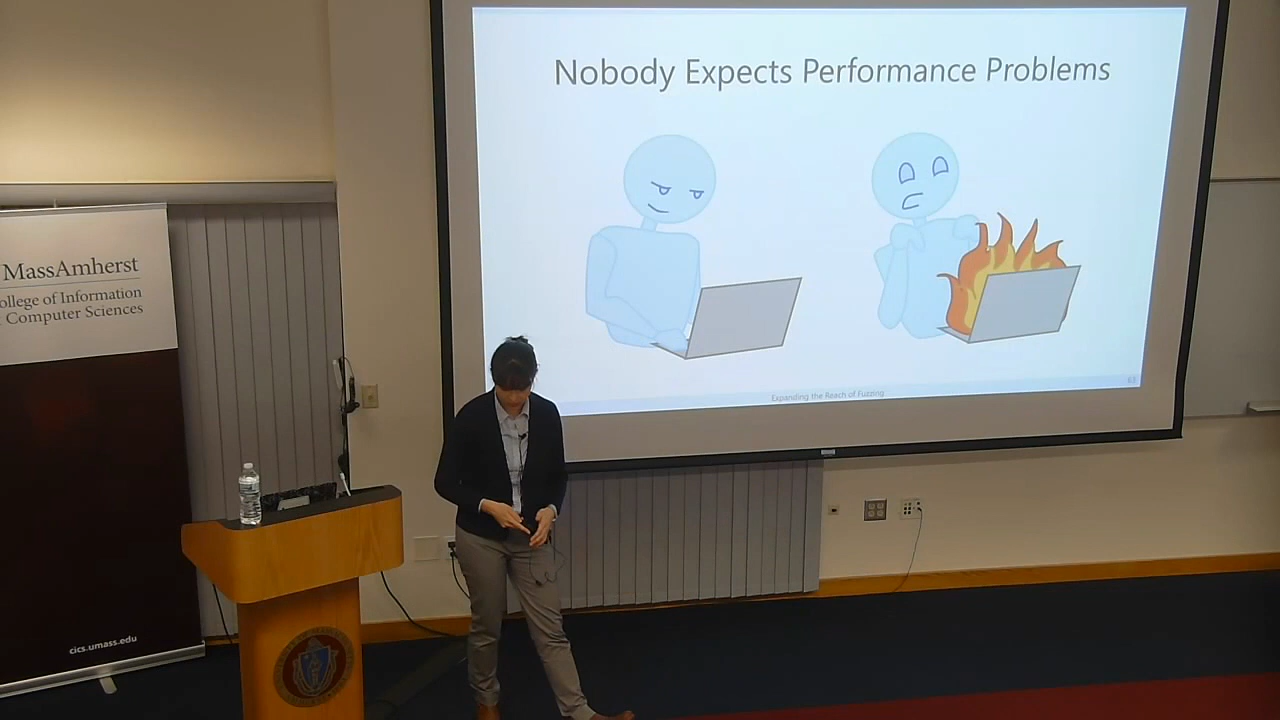 Nobody Expects Performance Problems
Expanding the Reach of Fuzzing
MassAmherst
ollege of Information
Computer Sciences
cics.umass.edu